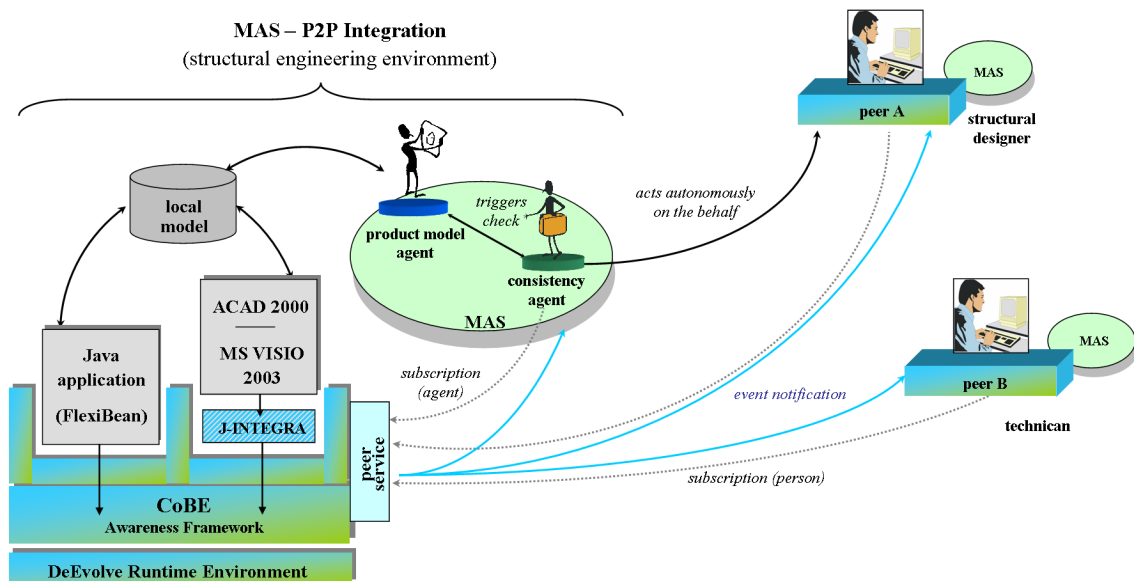 MAS – P2P Integration
(structural engineering environment)
MAS
peer A
structural
designer
local
model
triggers
check
product model
agent
consistency
agent
MAS
acts autonomously
on the behalf
ACAD 2000
MS VISIO
2003
Java
application
(FlexiBean)
J-INTEGRA
subscription
(agent)
peer
service
event notification
MAS
peer B
technican
subscription (person)
CoBE
Awareness Framework
DeEvolve Runtime Environment